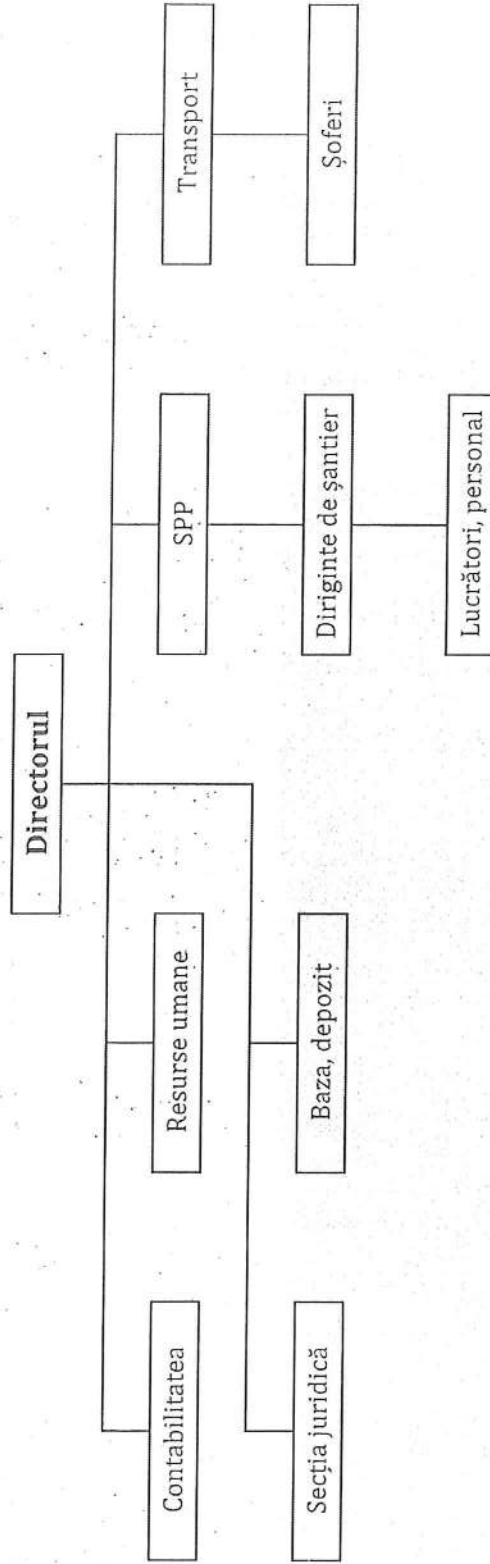 Directorul
Contabilitatea
Resurse umane
SPP
Transport
Secția juridică
Baza, depozit
Diriginte de șantier
Șoferi
Lucrători, personal